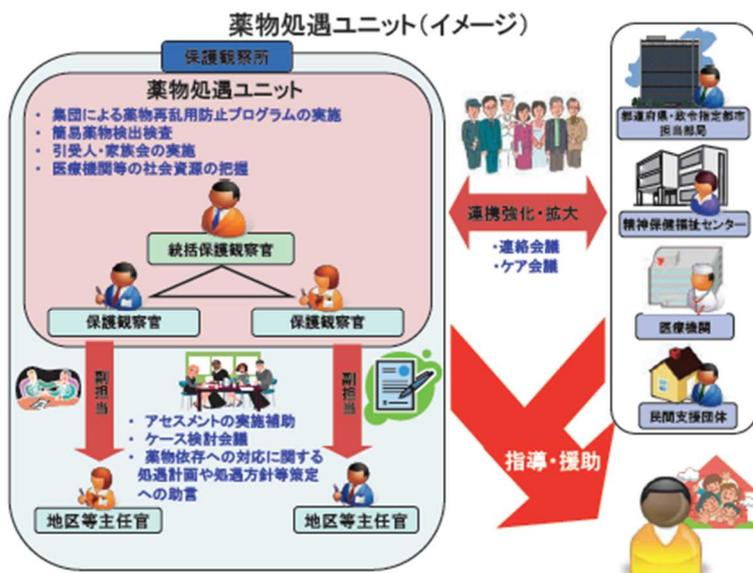 薬物処遇ユニット(イメージ)
保護観察所
薬物処遇ユニット
・ 集団による薬物再乱用防止プログラムの実施
・ 簡易薬物検出検査
・ 引受人・家族会の実施
・ 医療機関等の社会資源の把握
統括保護観察官
保護観察官
保護観察官
副担当
副担当
・ アセスメントの実施補助
・ ケース検討会議
・ 薬物依存への対応に関する
処遇計画や処遇方針等策定
への助言
地区等主任官
地区等主任官
連携強化・拡大
・連絡会議
・ケア会議
指導・援助
都道府県・政令指定都市
担当部局
精神保健福祉センター
医療機関
民間支援団体